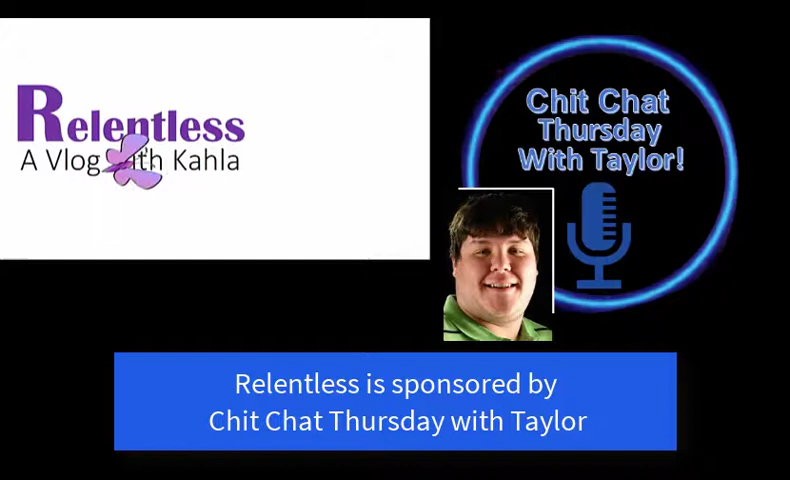 Relentless
A Vlog with Kahla
Chit Chat
Thursday
With Taylor!
Relentless is sponsored by
Chit Chat Thursday with Taylor